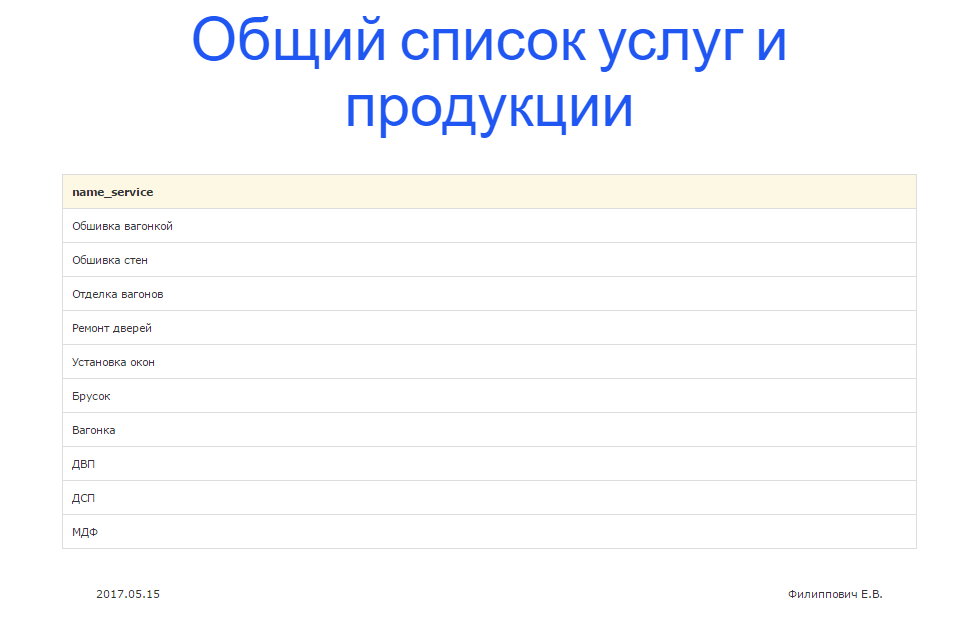 Общий список услуг и
продукции
name_service
Обшивка вагонкой
Обшивка стен
Отделка вагонов
Ремонт дверей
Установка окон
Брусок
Вагонка
ДВП
ДСП
МДФ
2017.05.15 Филиппович Е.В.